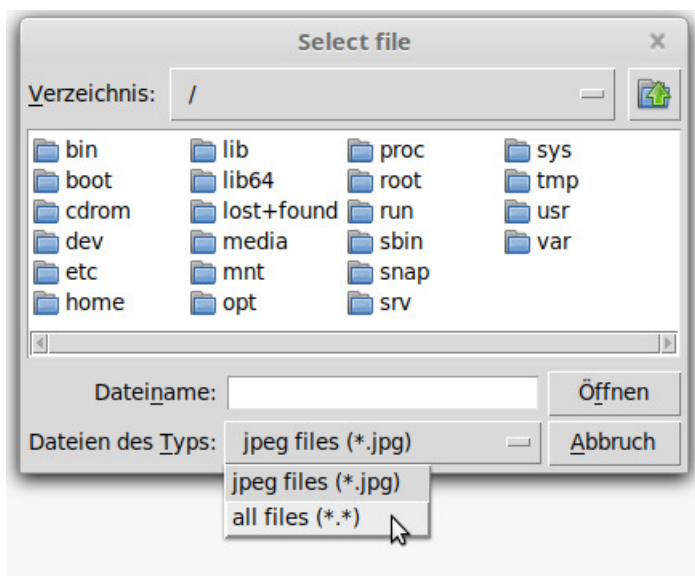 Select file
Verzeichnis: /
bin lib proc sys
boot lib64 root tmp
cdrom lost+found run usr
dev media sbin var
etc mnt snap
home opt srv
Dateiname: Öffnen
Dateien des Typs: jpeg files (*.jpg) Abbruch
jpeg files (*.jpg)
all files (*.*)